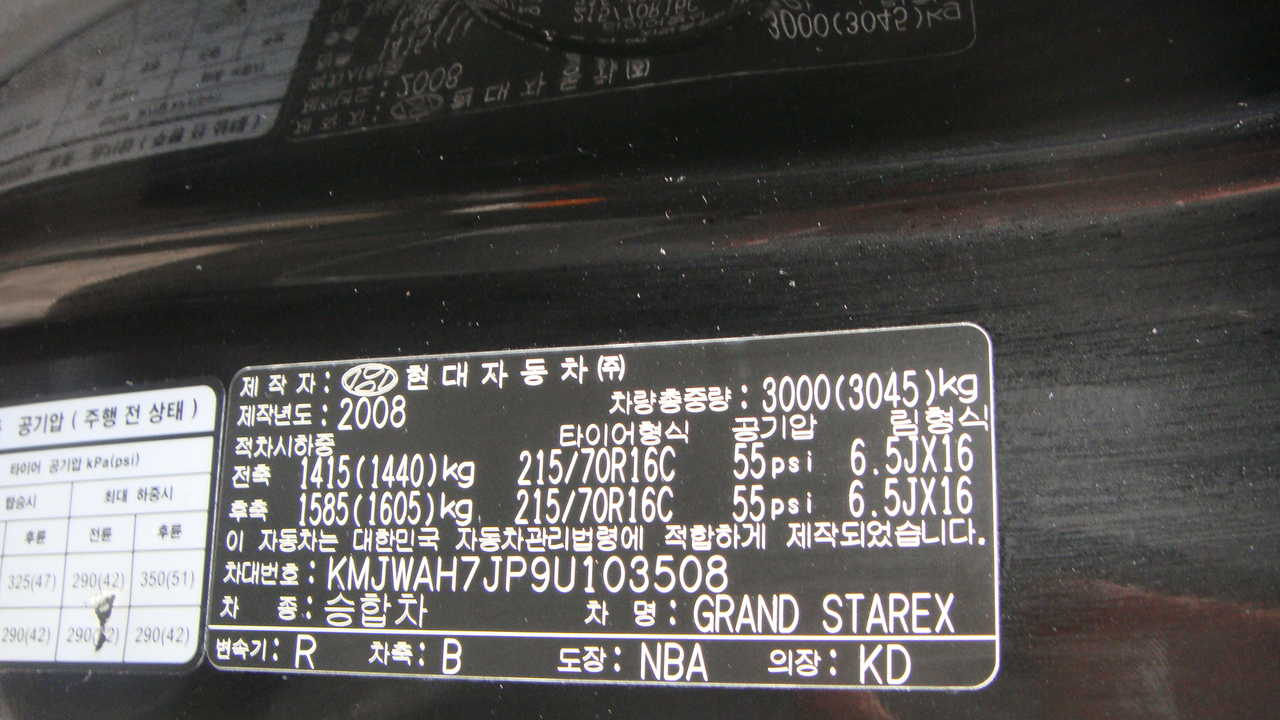 제 작 자 : 현 대 자 동 차 ㈜
제작년도 : 2008 차량총중량 : 3000(3045)kg
적차시하중 타이어형식 공기압 림형식
전축 1415(1440)kg 215/70R16C 55psi 6.5JX16
후축 1585(1605)kg 215/70R16C 55psi 6.5JX16
이 자동차는 대한민국 자동차관리법령에 적합하게 제작되었습니다.
차대번호 : KMJWAH7JP9U103508
차 종 : 승합차 차 명 : GRAND STAREX
변속기 : R 차축 : B 도장 : NBA 의장 : KD
공기압 ( 주행 전 상태 )
타이어 공기압 kPa(psi)
탑승시 최대 하중시
후륜 전륜 후륜
325(47) 290(42) 350(51)
290(42) 290(42) 290(42)